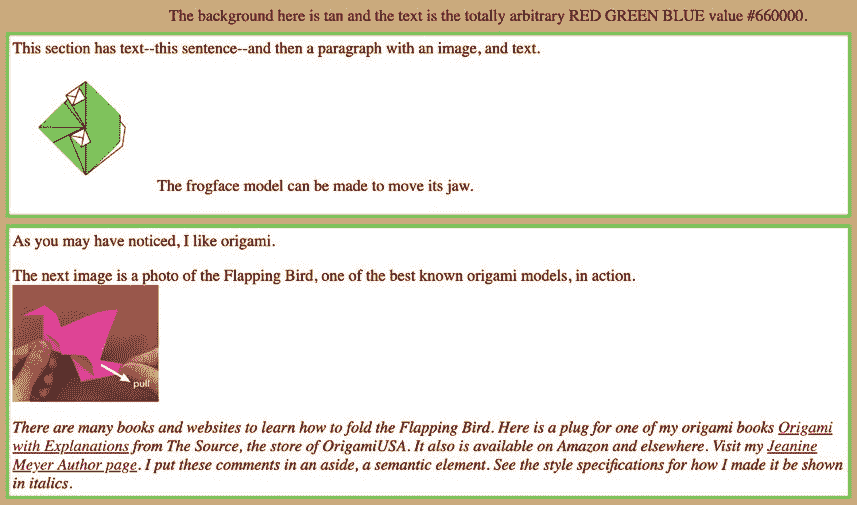 The background here is tan and the text is the totally arbitrary RED GREEN BLUE value #660000.
This section has text--this sentence--and then a paragraph with an image, and text.
The frogface model can be made to move its jaw.
As you may have noticed, I like origami.
The next image is a photo of the Flapping Bird, one of the best known origami models, in action.
pull
There are many books and websites to learn how to fold the Flapping Bird. Here is a plug for one of my origami books Origami
with Explanations from The Source, the store of OrigamiUSA. It also is available on Amazon and elsewhere. Visit my Jeanine
Meyer Author page. I put these comments in an aside, a semantic element. See the style specifications for how I made it be shown
in italics.